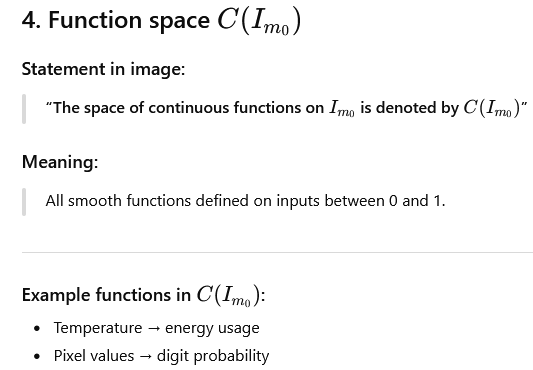 4. Function space C(I_{m_0})
Statement in image:
“The space of continuous functions on I_{m_0} is denoted by C(I_{m_0})”
Meaning:
All smooth functions defined on inputs between 0 and 1.
Example functions in C(I_{m_0}):
• Temperature → energy usage
• Pixel values → digit probability